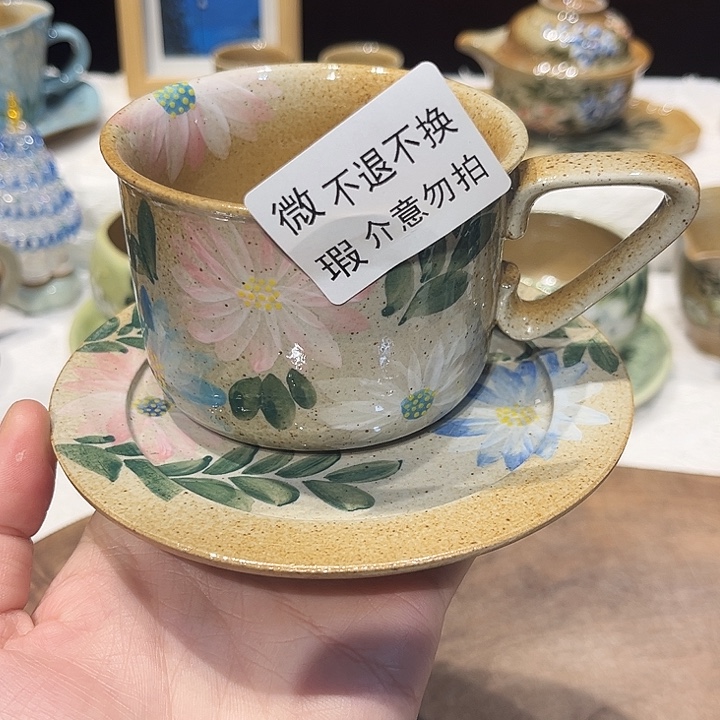 微 不退不换
瑕 介意勿拍